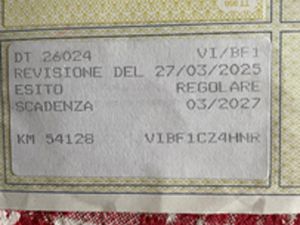 DT 26024 VI/BF1
REVISIONE DEL 27/03/2025
ESITO REGOLARE
SCADENZA 03/2027
KM 54128 VIBF1CZ4HNR